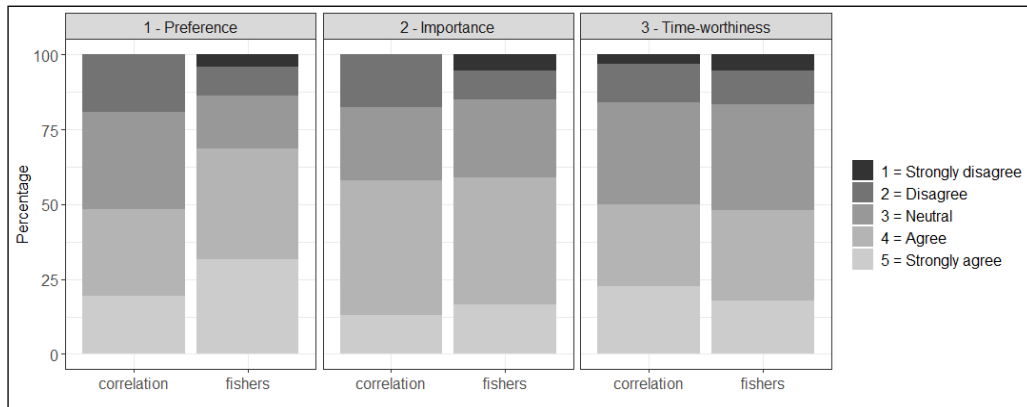 1 - Preference
2 - Importance
3 - Time-worthiness
Percentage
100
75
50
25
0
correlation
fishers
correlation
fishers
correlation
fishers
1 = Strongly disagree
2 = Disagree
3 = Neutral
4 = Agree
5 = Strongly agree